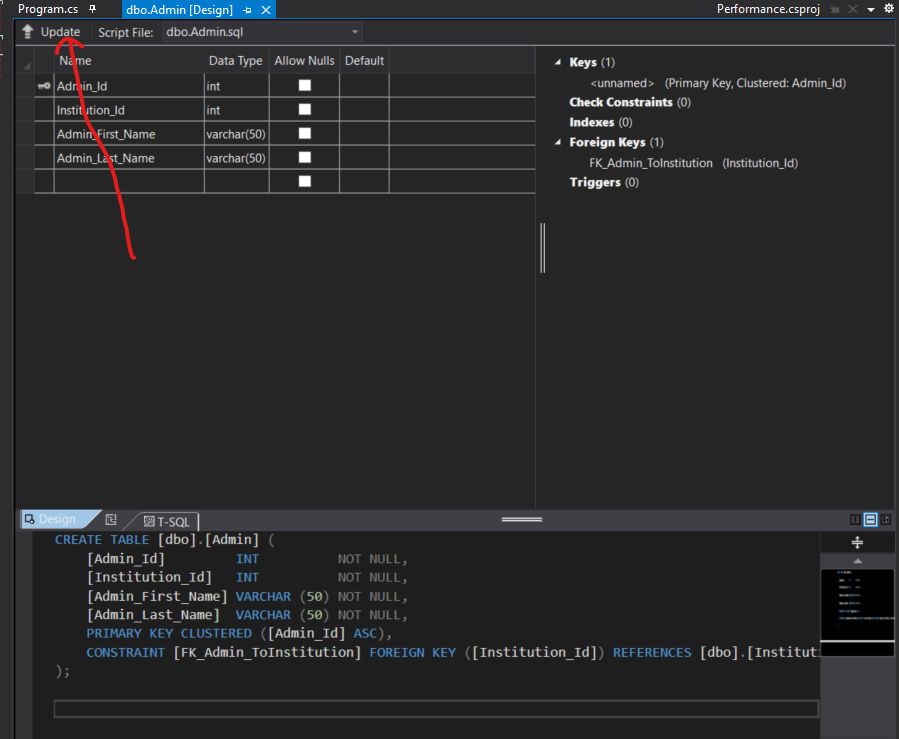 Program.cs dbo.Admin [Design] Performance.csproj
Update Script File: dbo.Admin.sql
Name Data Type Allow Nulls Default
Admin_Id int
Institution_Id int
Admin_First_Name varchar(50)
Admin_Last_Name varchar(50)
Keys (1)
<unnamed> (Primary Key, Clustered: Admin_Id)
Check Constraints (0)
Indexes (0)
Foreign Keys (1)
FK_Admin_ToInstitution (Institution_Id)
Triggers (0)
Design T-SQL
CREATE TABLE [dbo].[Admin] (
[Admin_Id] INT NOT NULL,
[Institution_Id] INT NOT NULL,
[Admin_First_Name] VARCHAR (50) NOT NULL,
[Admin_Last_Name] VARCHAR (50) NOT NULL,
PRIMARY KEY CLUSTERED ([Admin_Id] ASC),
CONSTRAINT [FK_Admin_ToInstitution] FOREIGN KEY ([Institution_Id]) REFERENCES [dbo].[Instituti
);